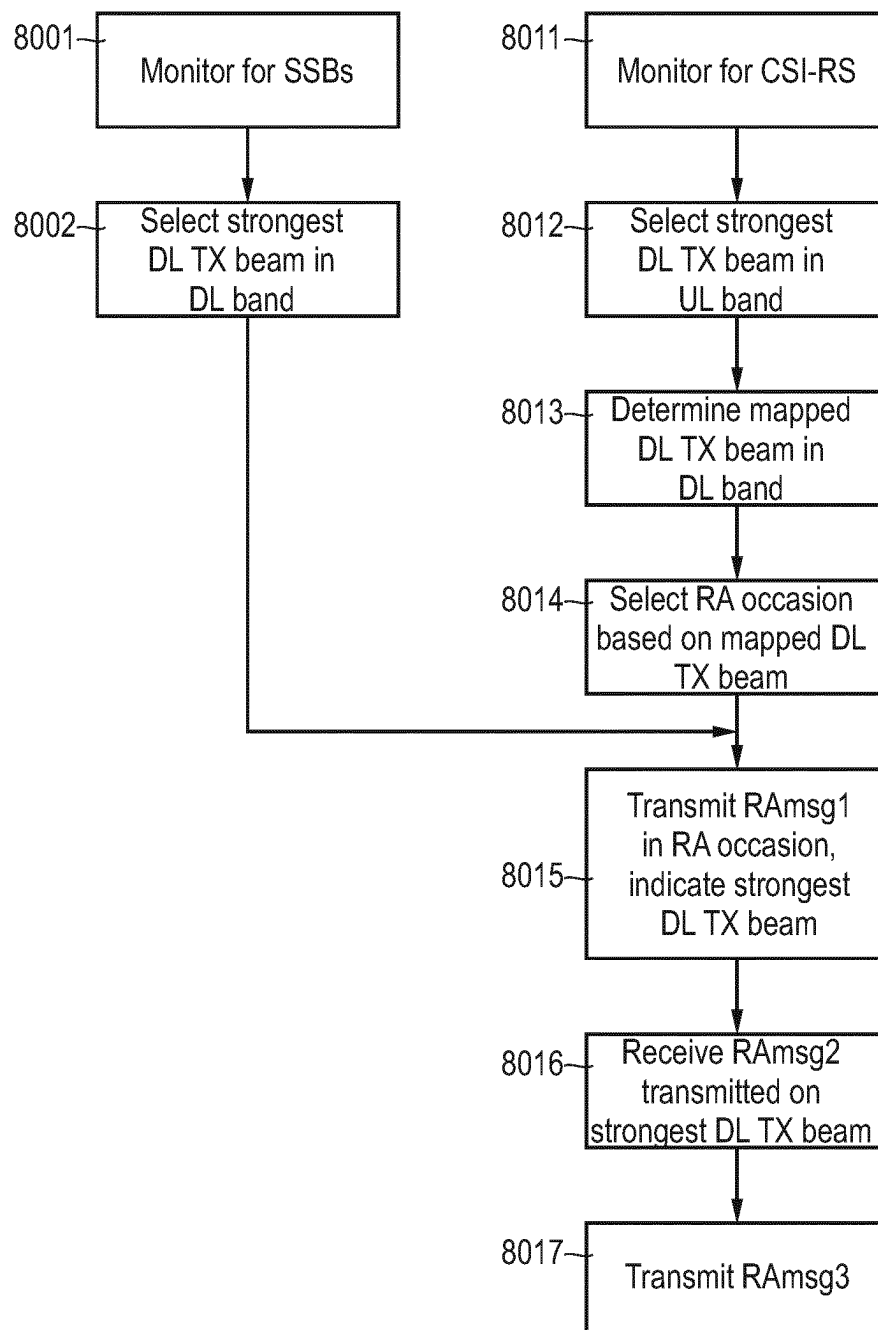 8001
Monitor for SSBs
8002
Select strongest
DL TX beam in
DL band
8011
Monitor for CSI-RS
8012
Select strongest
DL TX beam in
UL band
8013
Determine mapped
DL TX beam in
DL band
8014
Select RA occasion
based on mapped DL
TX beam
8015
Transmit RAmsg1
in RA occasion,
indicate strongest
DL TX beam
8016
Receive RAmsg2
transmitted on
strongest DL TX beam
8017
Transmit RAmsg3